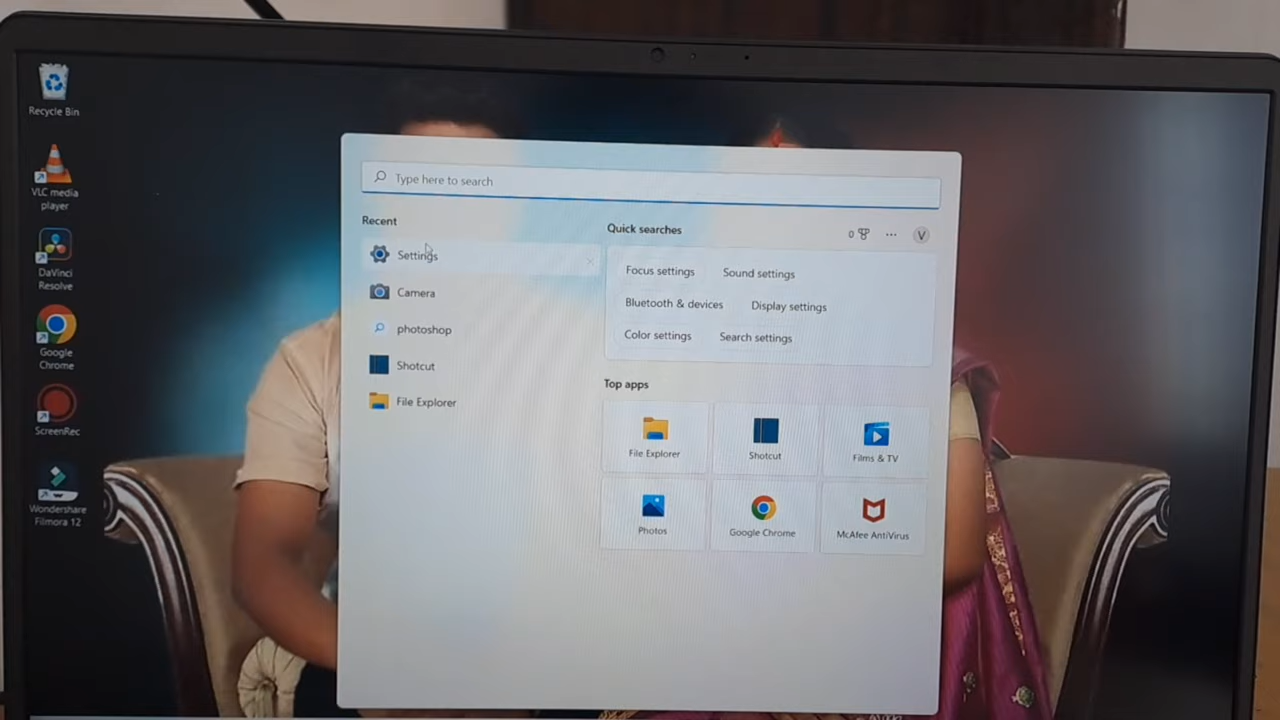 Recycle Bin
VLC media
player
DaVinci
Resolve
Google
Chrome
ScreenRec
Wondershare
Filmora 12
Type here to search
Recent
Settings
Camera
photoshop
Shotcut
File Explorer
Quick searches
0
V
Focus settings
Sound settings
Bluetooth & devices
Display settings
Color settings
Search settings
Top apps
File Explorer
Shotcut
Films & TV
Photos
Google Chrome
McAfee AntiVirus